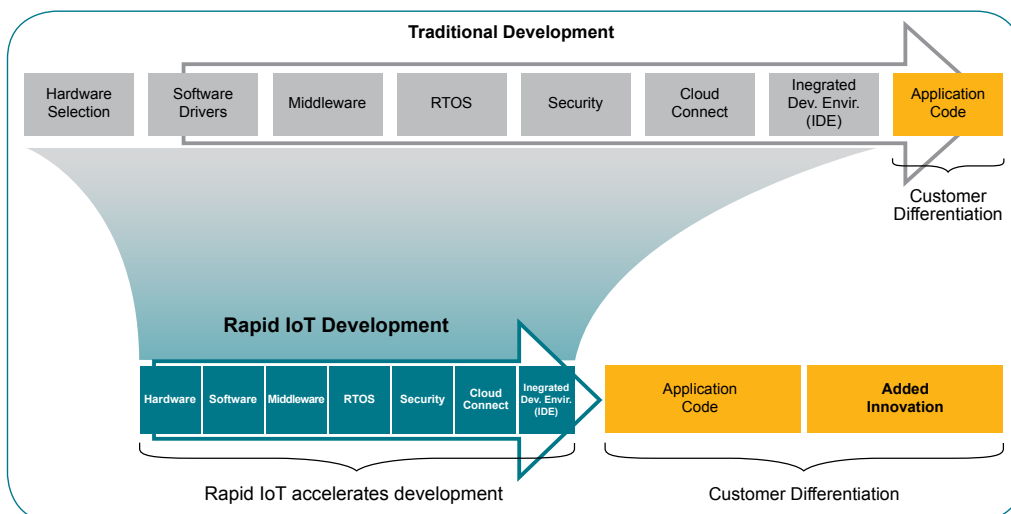 Traditional Development
Hardware
Selection
Software
Drivers
Middleware
RTOS
Security
Cloud
Connect
Inegrated
Dev. Envir.
(IDE)
Application
Code
Customer
Differentiation
Rapid IoT Development
Hardware
Software
Middleware
RTOS
Security
Cloud
Connect
Inegrated
Dev. Envir.
(IDE)
Application
Code
Added
Innovation
Rapid IoT accelerates development
Customer Differentiation